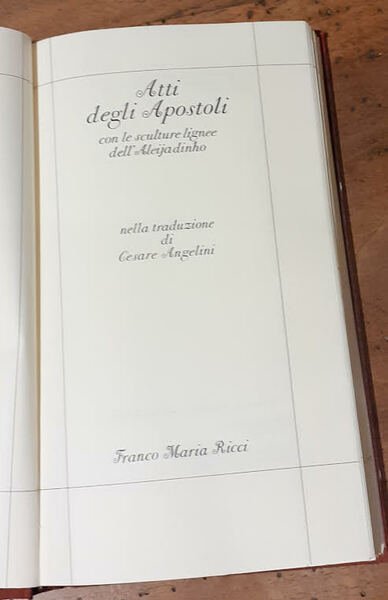 Atti
degli Apostoli
con le sculture lignee
dell'Aleijadinho
nella traduzione
di
Cesare Angelini
Franco Maria Ricci